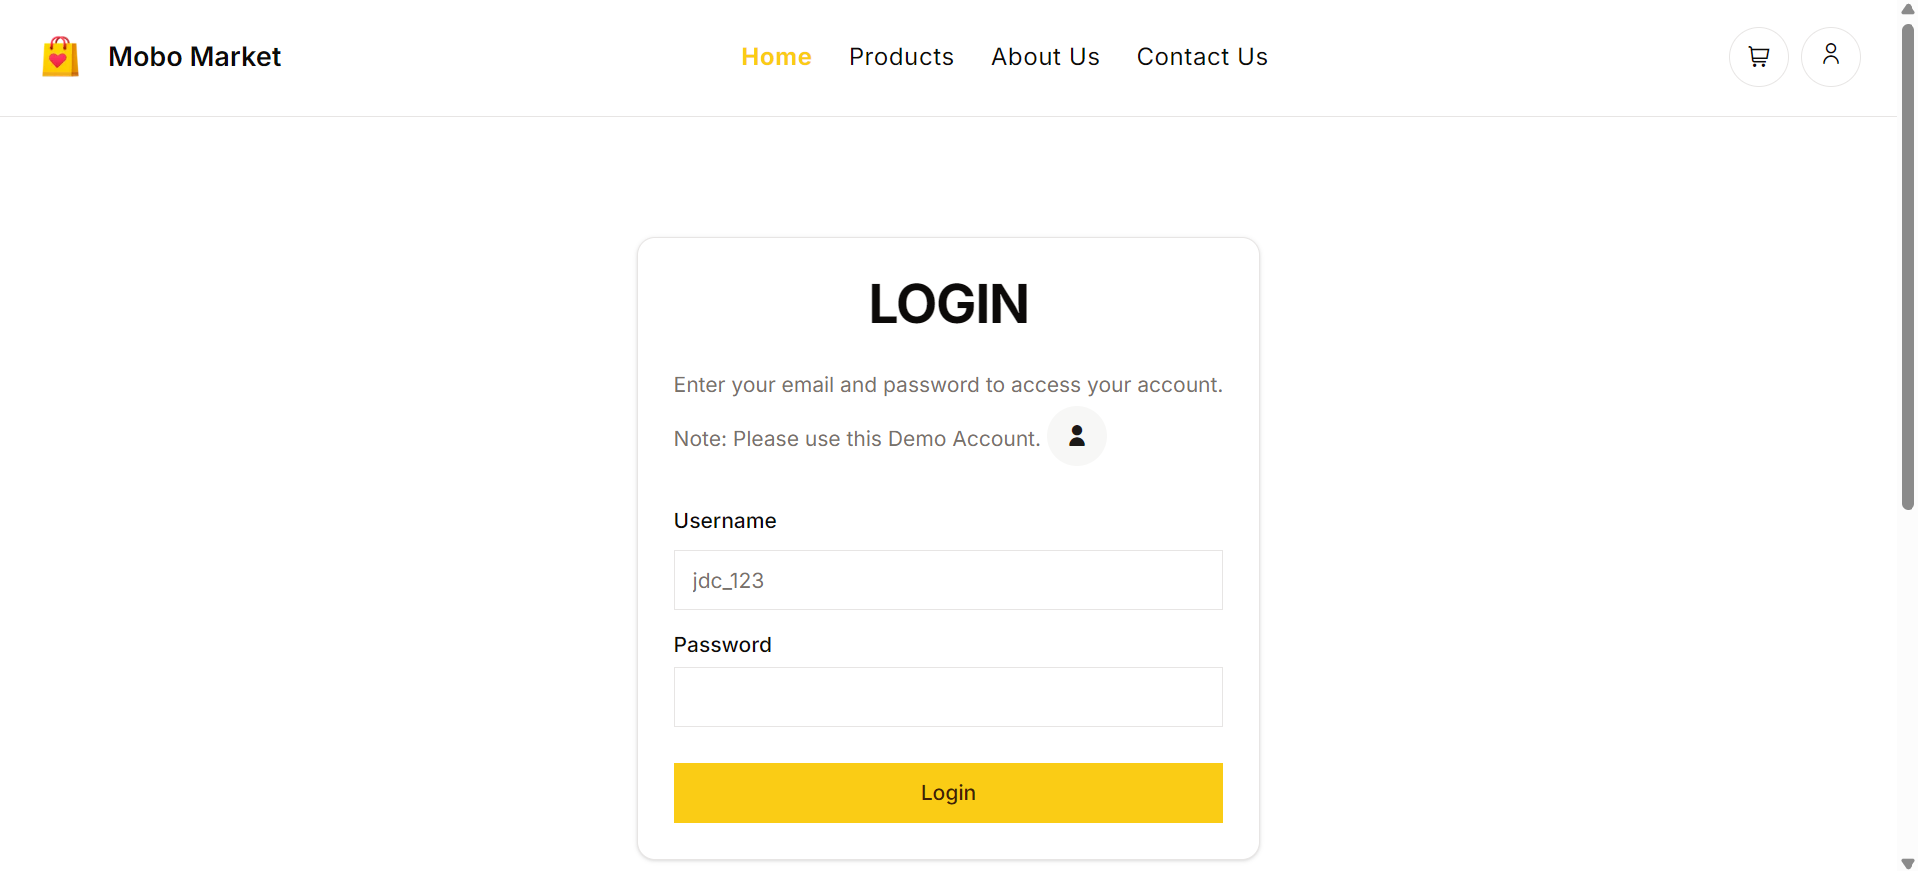 Mobo Market
Home Products About Us Contact Us
LOGIN
Enter your email and password to access your account.
Note: Please use this Demo Account.
Username
jdc_123
Password
Login